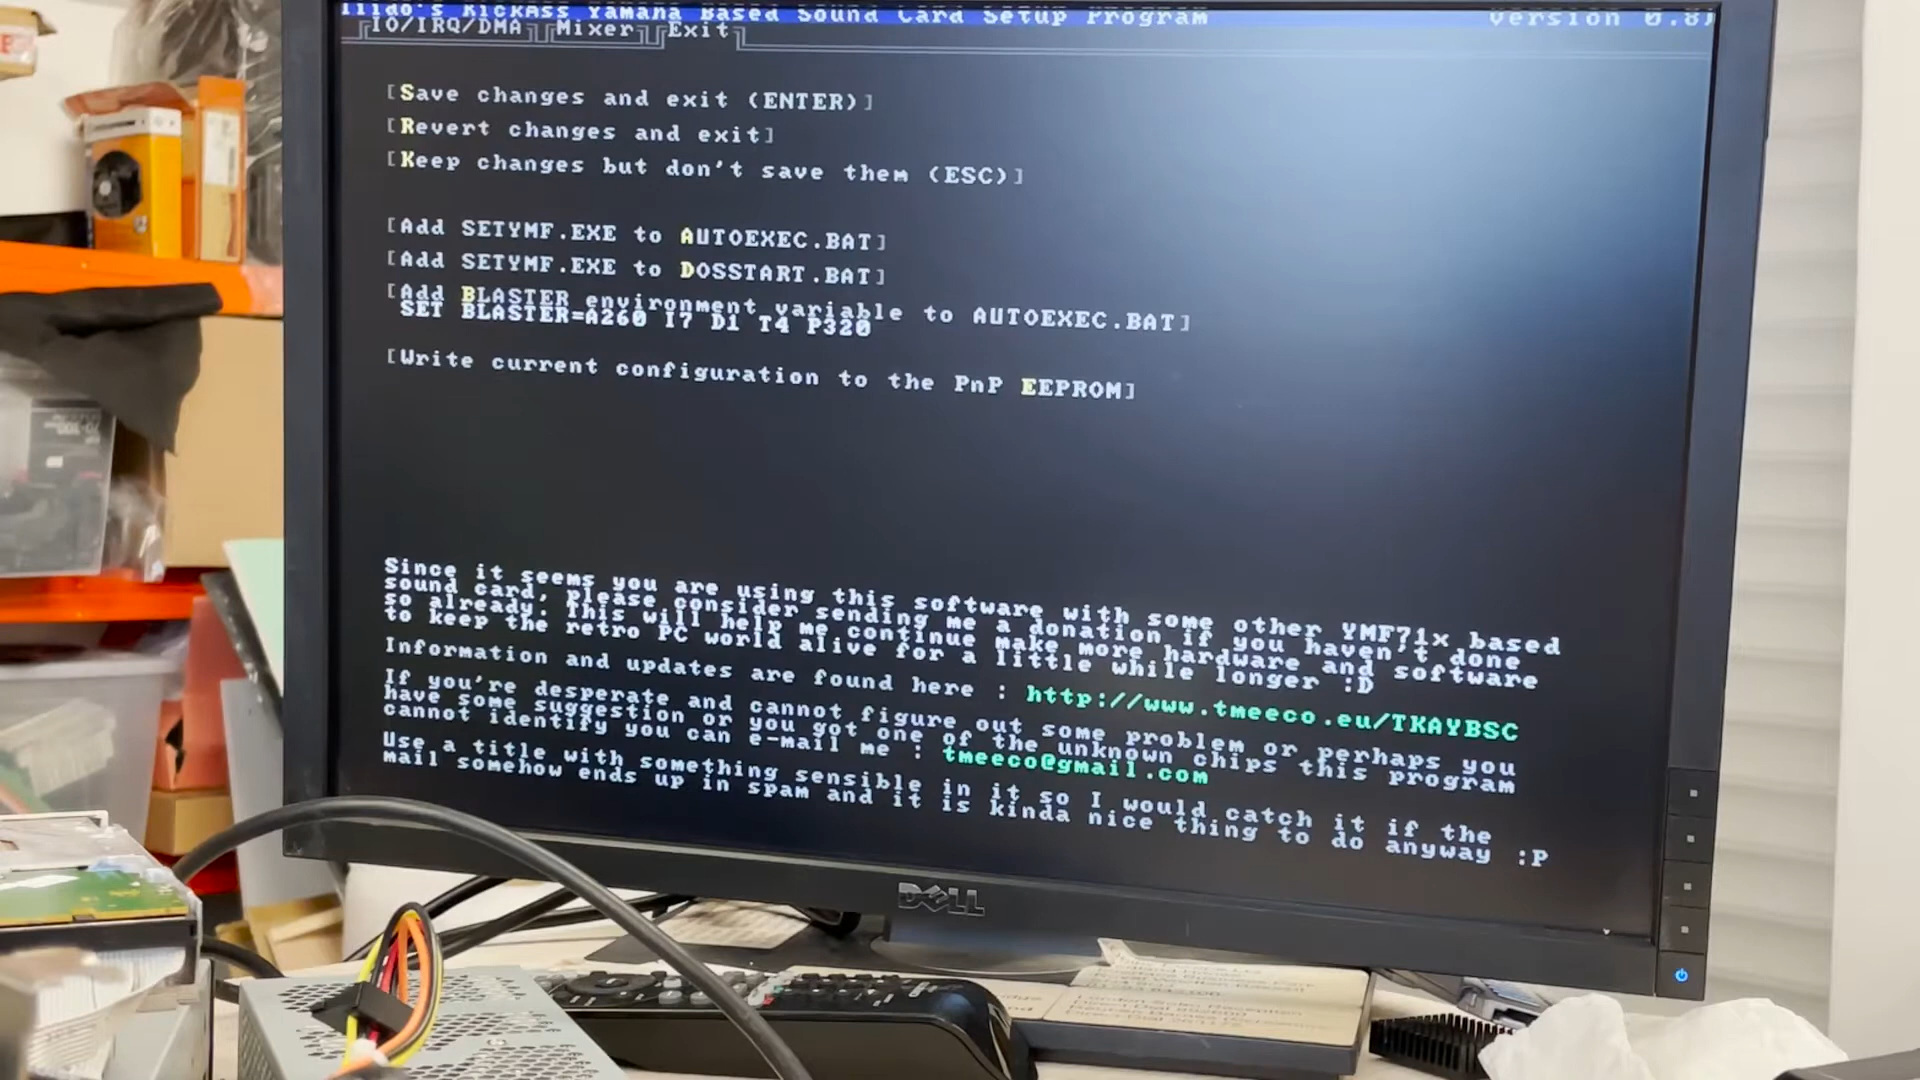 Kickass Yamaha Based Sound Card Setup Program
Version 0.8
IO/IRQ/DMA Mixer Exit
[Save changes and exit (ENTER)]
[Revert changes and exit]
[Keep changes but don't save them (ESC)]
[Add SETYMF.EXE to AUTOEXEC.BAT]
[Add SETYMF.EXE to DOSSTART.BAT]
[Add BLASTER environment variable to AUTOEXEC.BAT]
SET BLASTER=A260 I7 D1 T4 P320
[Write current configuration to the PnP EEPROM]
Since it seems you are using this software with some other YMF71x based
sound card, please consider sending me a donation if you haven't done
so already. This will help me continue make more hardware and software
to keep the retro PC world alive for a little while longer :D
Information and updates are found here : http://www.tmeeco.eu/TKAYBSC
If you're desperate and cannot figure out some problem or perhaps you
have some suggestion or you got one of the unknown chips this program
cannot identify you can e-mail me : tmeeco@gmail.com
Use a title with something sensible in it so I would catch it if the
mail somehow ends up in spam and it is kinda nice thing to do anyway :P
DELL